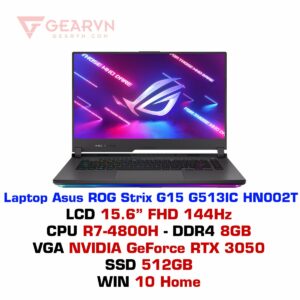 GEARVN
GEARVN.COM
Laptop Asus ROG Strix G15 G513IC HN002T
LCD 15.6” FHD 144Hz
CPU R7-4800H - DDR4 8GB
VGA NVIDIA GeForce RTX 3050
SSD 512GB
WIN 10 Home